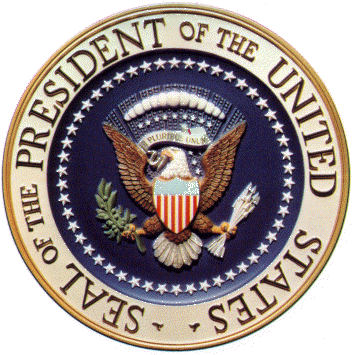 SEAL OF THE PRESIDENT OF THE UNITED STATES
E PLURIBUS UNUM